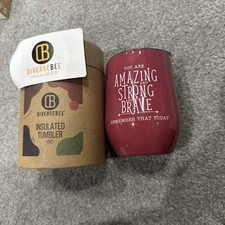 DIVERSEBEE
DIVERSEBEE
INSULATED
TUMBLER
YOU ARE
AMAZING
STRONG
BRAVE
REMEMBER THAT TODAY